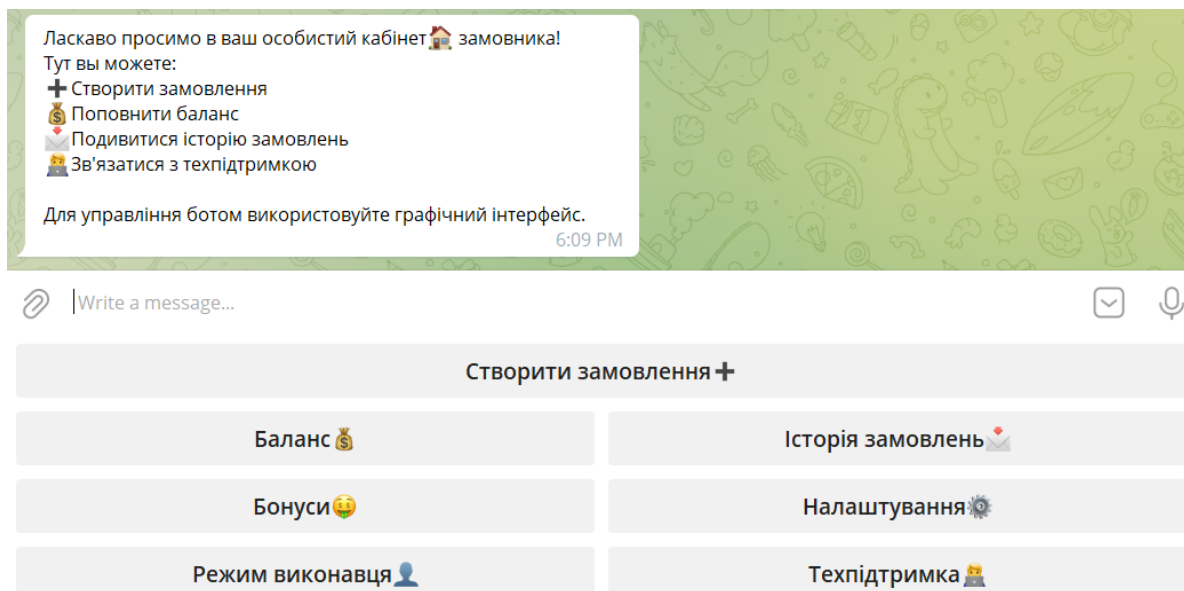 Ласкаво просимо в ваш особистий кабінет🏠 замовника!
Тут вы можете:
➕Створити замовлення
💰Поповнити баланс
📩Подивитися історію замовлень
👨‍💻Зв'язатися з техпідтримкою
Для управління ботом використовуйте графічний інтерфейс.
6:09 PM
Write a message...
Створити замовлення➕
Баланс💰
Історія замовлень📩
Бонуси🤑
Налаштування⚙️
Режим виконавця👤
Техпідтримка👨‍💻